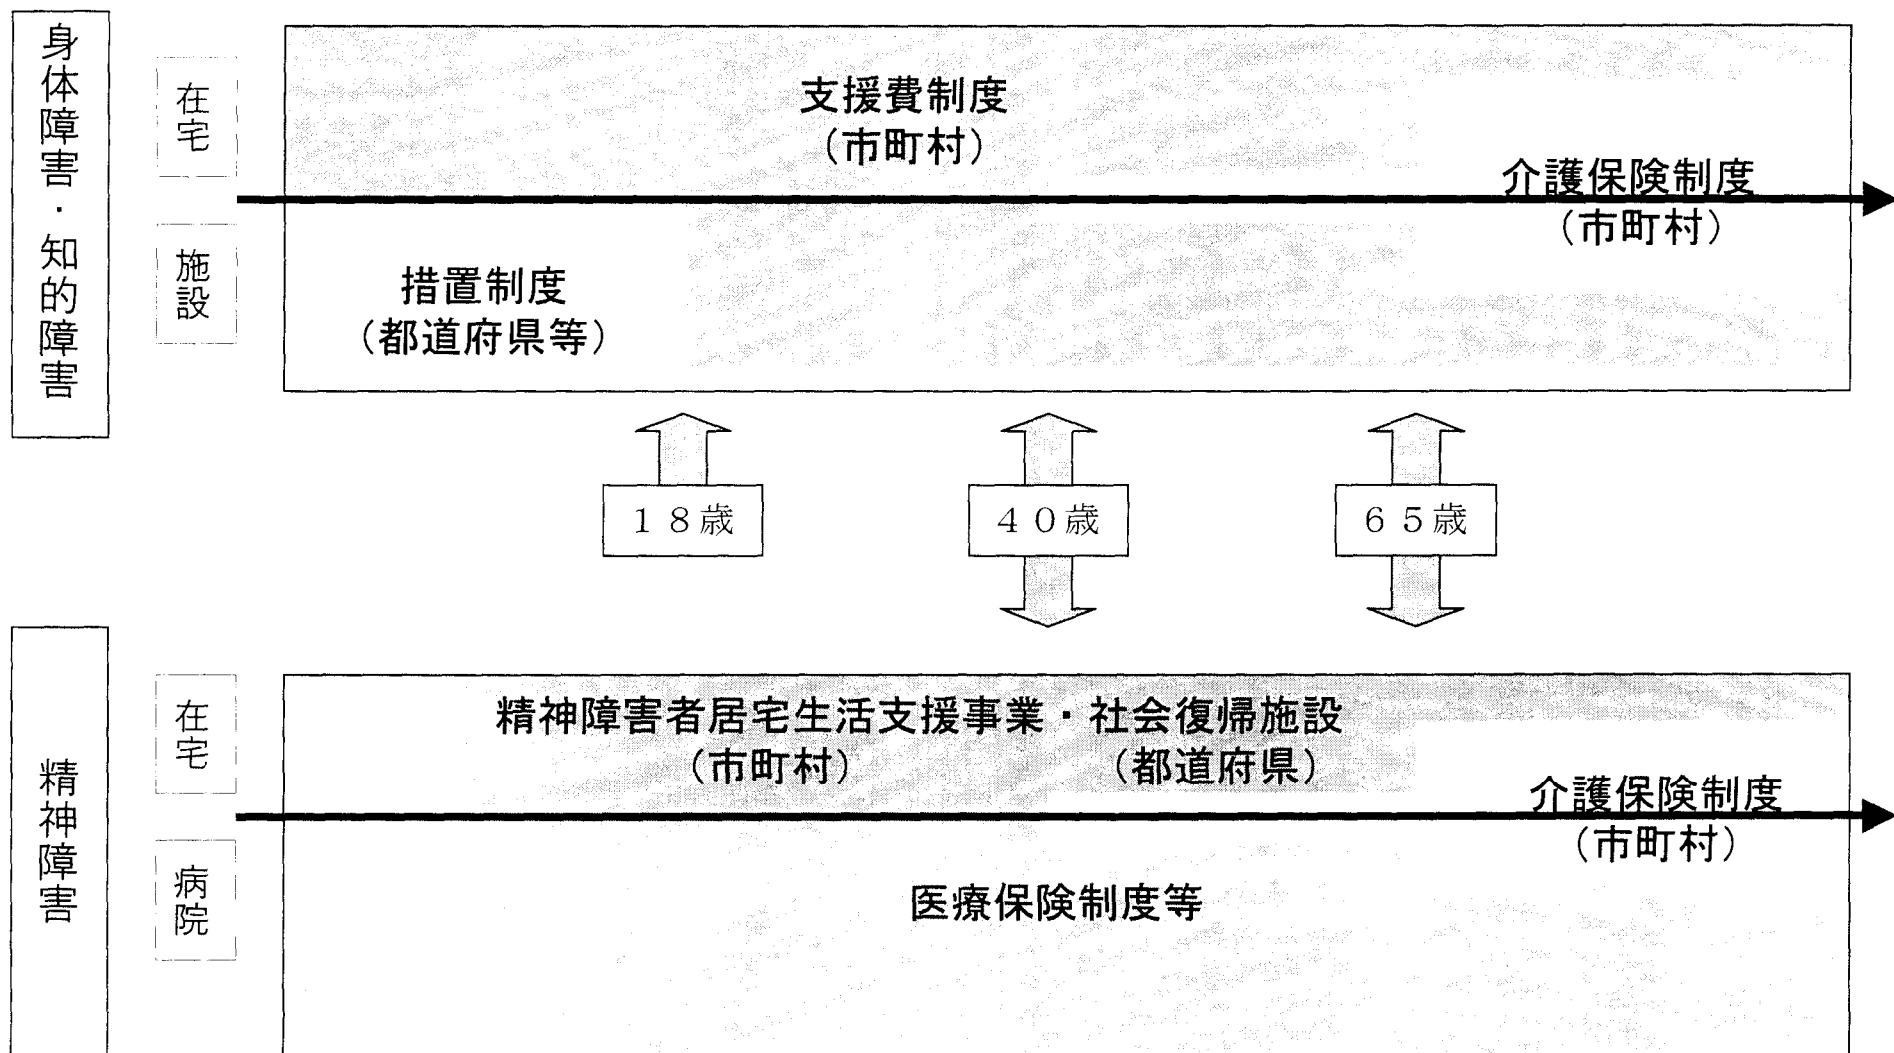 身体障害・知的障害
在宅
支援費制度
（市町村）
介護保険制度
（市町村）
施設
措置制度
（都道府県等）
１８歳
４０歳
６５歳
精神障害
在宅
精神障害者居宅生活支援事業・社会復帰施設
（市町村）
（都道府県）
介護保険制度
（市町村）
病院
医療保険制度等